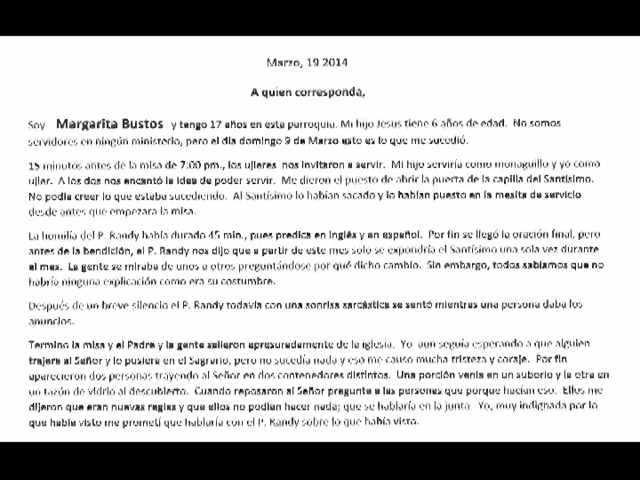 Marzo, 19 2014
A quien corresponda,
Soy Margarita Bustos y tengo 17 años en esta parroquia. Mi hijo Jesus tiene 6 años de edad. No somos
servidores en ningún ministerio, pero el día domingo 9 de Marzo esto es lo que me sucedió.
15 minutos antes de la misa de 7:00 pm., los ujieres nos invitaron a servir. Mi hijo serviría como monaguillo y yo como
ujier. A los dos nos encantó la idea de poder servir. Me dieron el puesto de abrir la puerta de la capilla del Santísimo.
No podía creer lo que estaba sucediendo. Al Santísimo lo habían sacado y lo habían puesto en la mesita de servicio
desde antes que empezara la misa.
La homilía del P. Randy había durado 45 min., pues predica en inglés y en español. Por fin se llegó la oración final, pero
antes de la bendición, el P. Randy nos dijo que a partir de este mes solo se expondría el Santísimo una sola vez durante
el mes. La gente se miraba de unos a otros preguntándose por qué dicho cambio. Sin embargo, todos sabíamos que no
habría ninguna explicación como era su costumbre.
Después de un breve silencio el P. Randy todavía con una sonrisa sarcástica se sentó mientras una persona daba los
anuncios.
Termino la misa y el Padre y la gente salieron apresuradamente de la iglesia. Yo aun seguía esperando a que alguien
trajera al Señor y lo pusiera en el Sagrario, pero no sucedía nada y eso me causo mucha tristeza y coraje. Por fin
aparecieron dos personas trayendo al Señor en dos contenedores distintos. Una porción venia en un suborio y la otra en
un tazón de vidrio al descubierto. Cuando reposaron al Señor pregunte a las personas que porque hacían eso. Ellos me
dijeron que eran nuevas reglas y que ellos no podían hacer nada; que se hablaría en la junta. Yo, muy indignada por lo
que había visto me prometí que hablaría con el P. Randy sobre lo que había visto.